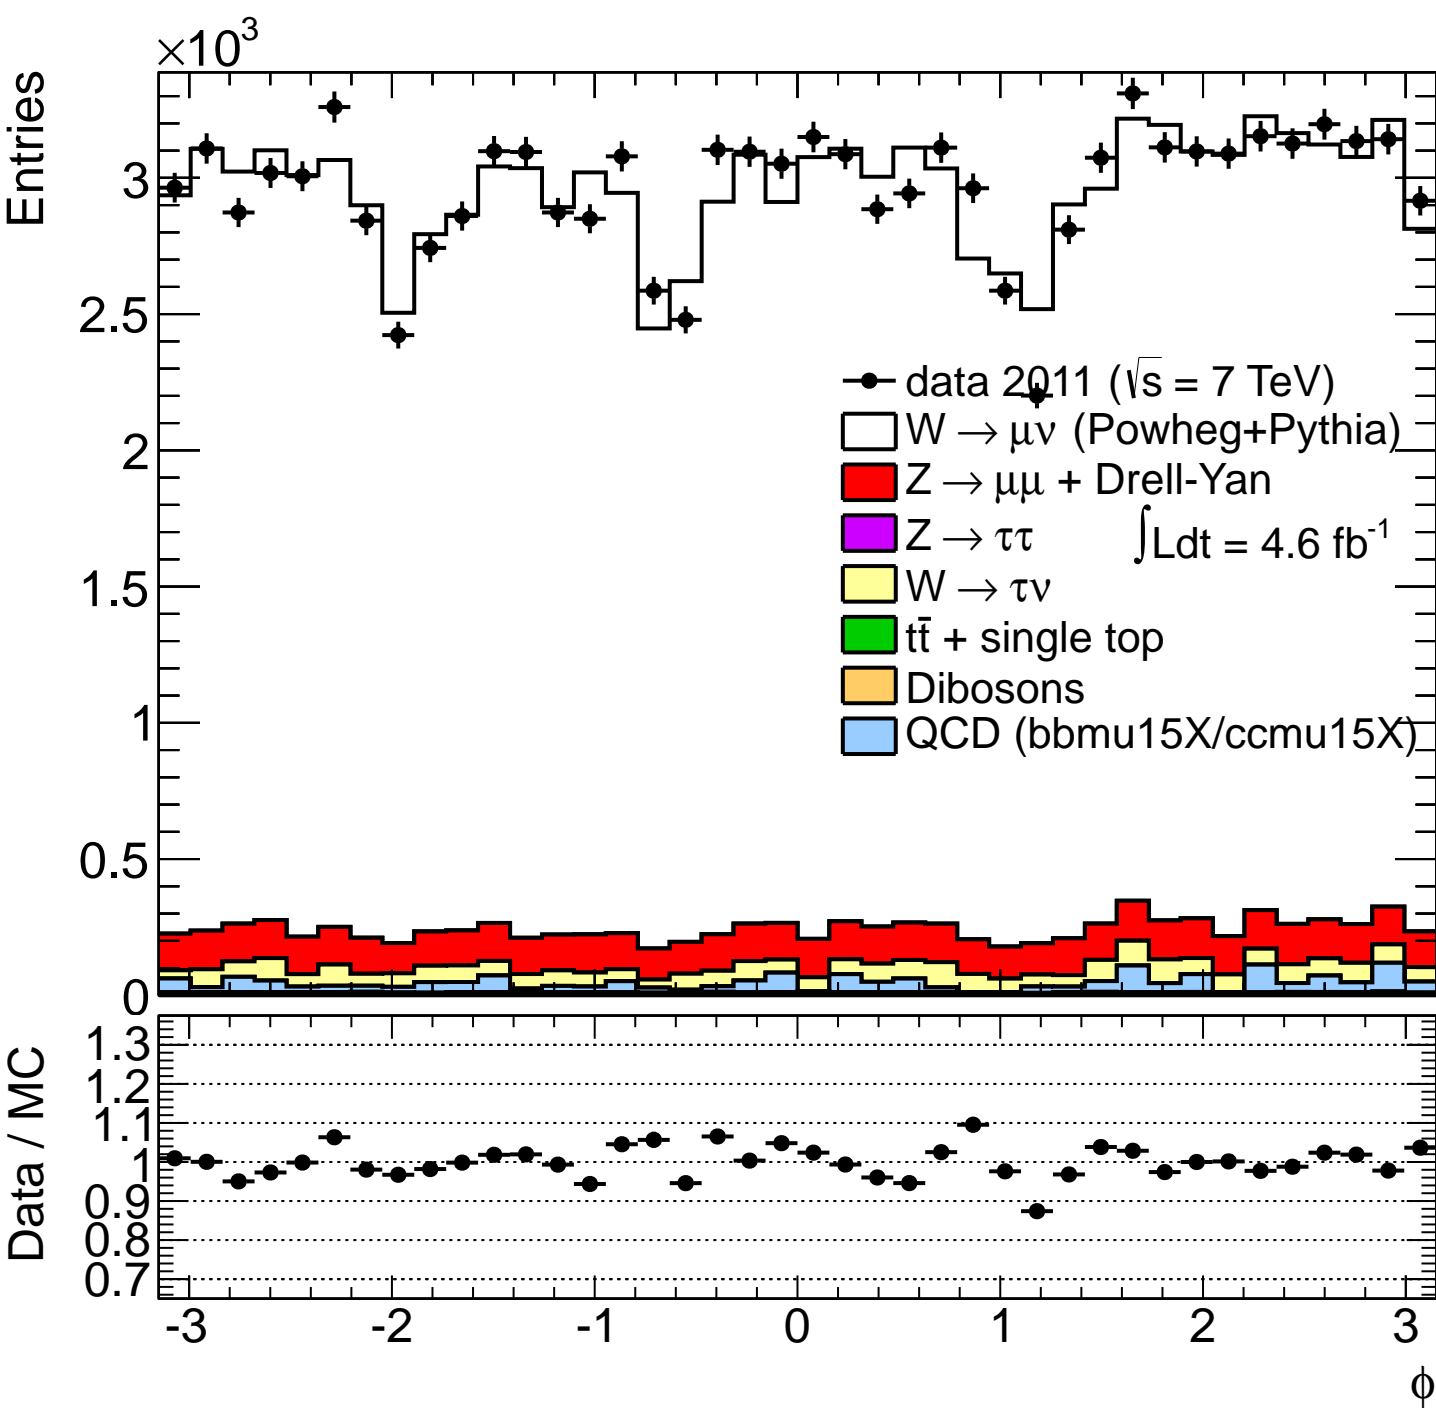 ×10³
Entries
3
2.5
2
1.5
1
0.5
0
data 2011 (√s = 7 TeV)
W → μν (Powheg+Pythia)
Z → μμ + Drell-Yan
Z → ττ
∫Ldt = 4.6 fb⁻¹
W → τν
tt̄ + single top
Dibosons
QCD (bbmu15X/ccmu15X)
Data / MC
1.3
1.2
1.1
1
0.9
0.8
0.7
-3 -2 -1 0 1 2 3
ϕ